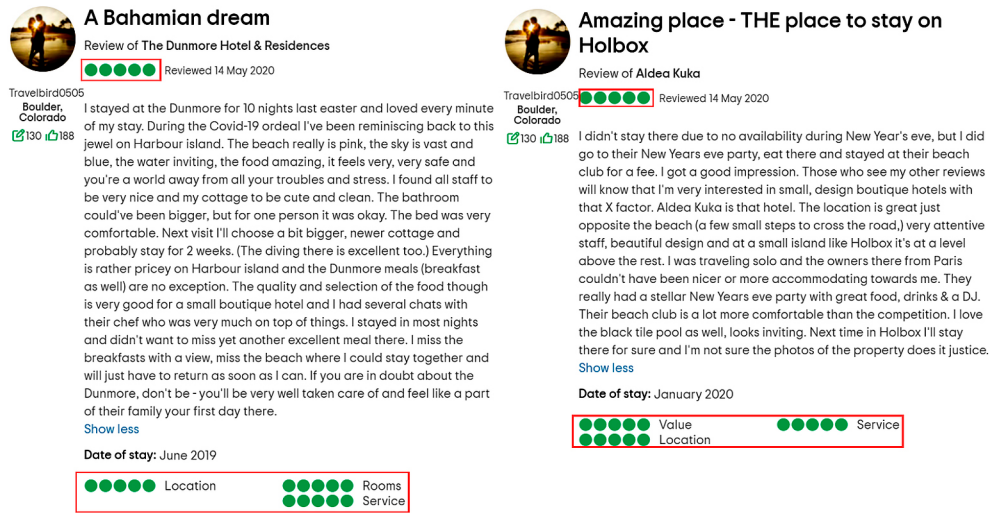 A Bahamian dream
Review of The Dunmore Hotel & Residences
Reviewed 14 May 2020
Travelbird0505
Boulder,
Colorado
130 188
I stayed at the Dunmore for 10 nights last easter and loved every minute
of my stay. During the Covid-19 ordeal I've been reminiscing back to this
jewel on Harbour island. The beach really is pink, the sky is vast and
blue, the water inviting, the food amazing, it feels very, very safe and
you're a world away from all your troubles and stress. I found all staff to
be very nice and my cottage to be cute and clean. The bathroom
could've been bigger, but for one person it was okay. The bed was very
comfortable. Next visit I'll choose a bit bigger, newer cottage and
probably stay for 2 weeks. (The diving there is excellent too.) Everything
is rather pricey on Harbour island and the Dunmore meals (breakfast
as well) are no exception. The quality and selection of the food though
is very good for a small boutique hotel and I had several chats with
their chef who was very much on top of things. I stayed in most nights
and didn't want to miss yet another excellent meal there. I miss the
breakfasts with a view, miss the beach where I could stay together and
will just have to return as soon as I can. If you are in doubt about the
Dunmore, don't be - you'll be very well taken care of and feel like a part
of their family your first day there.
Show less
Date of stay: June 2019
Location
Rooms
Service
Amazing place - THE place to stay on
Holbox
Review of Aldea Kuka
Reviewed 14 May 2020
Travelbird0505
Boulder,
Colorado
130 188
I didn't stay there due to no availability during New Year's eve, but I did
go to their New Years eve party, eat there and stayed at their beach
club for a fee. I got a good impression. Those who see my other reviews
will know that I'm very interested in small, design boutique hotels with
that X factor. Aldea Kuka is that hotel. The location is great just
opposite the beach (a few small steps to cross the road,) very attentive
staff, beautiful design and at a small island like Holbox it's at a level
above the rest. I was traveling solo and the owners there from Paris
couldn't have been nicer or more accommodating towards me. They
really had a stellar New Years eve party with great food, drinks & a DJ.
Their beach club is a lot more comfortable than the competition. I love
the black tile pool as well, looks inviting. Next time in Holbox I'll stay
there for sure and I'm not sure the photos of the property does it justice.
Show less
Date of stay: January 2020
Value
Service
Location